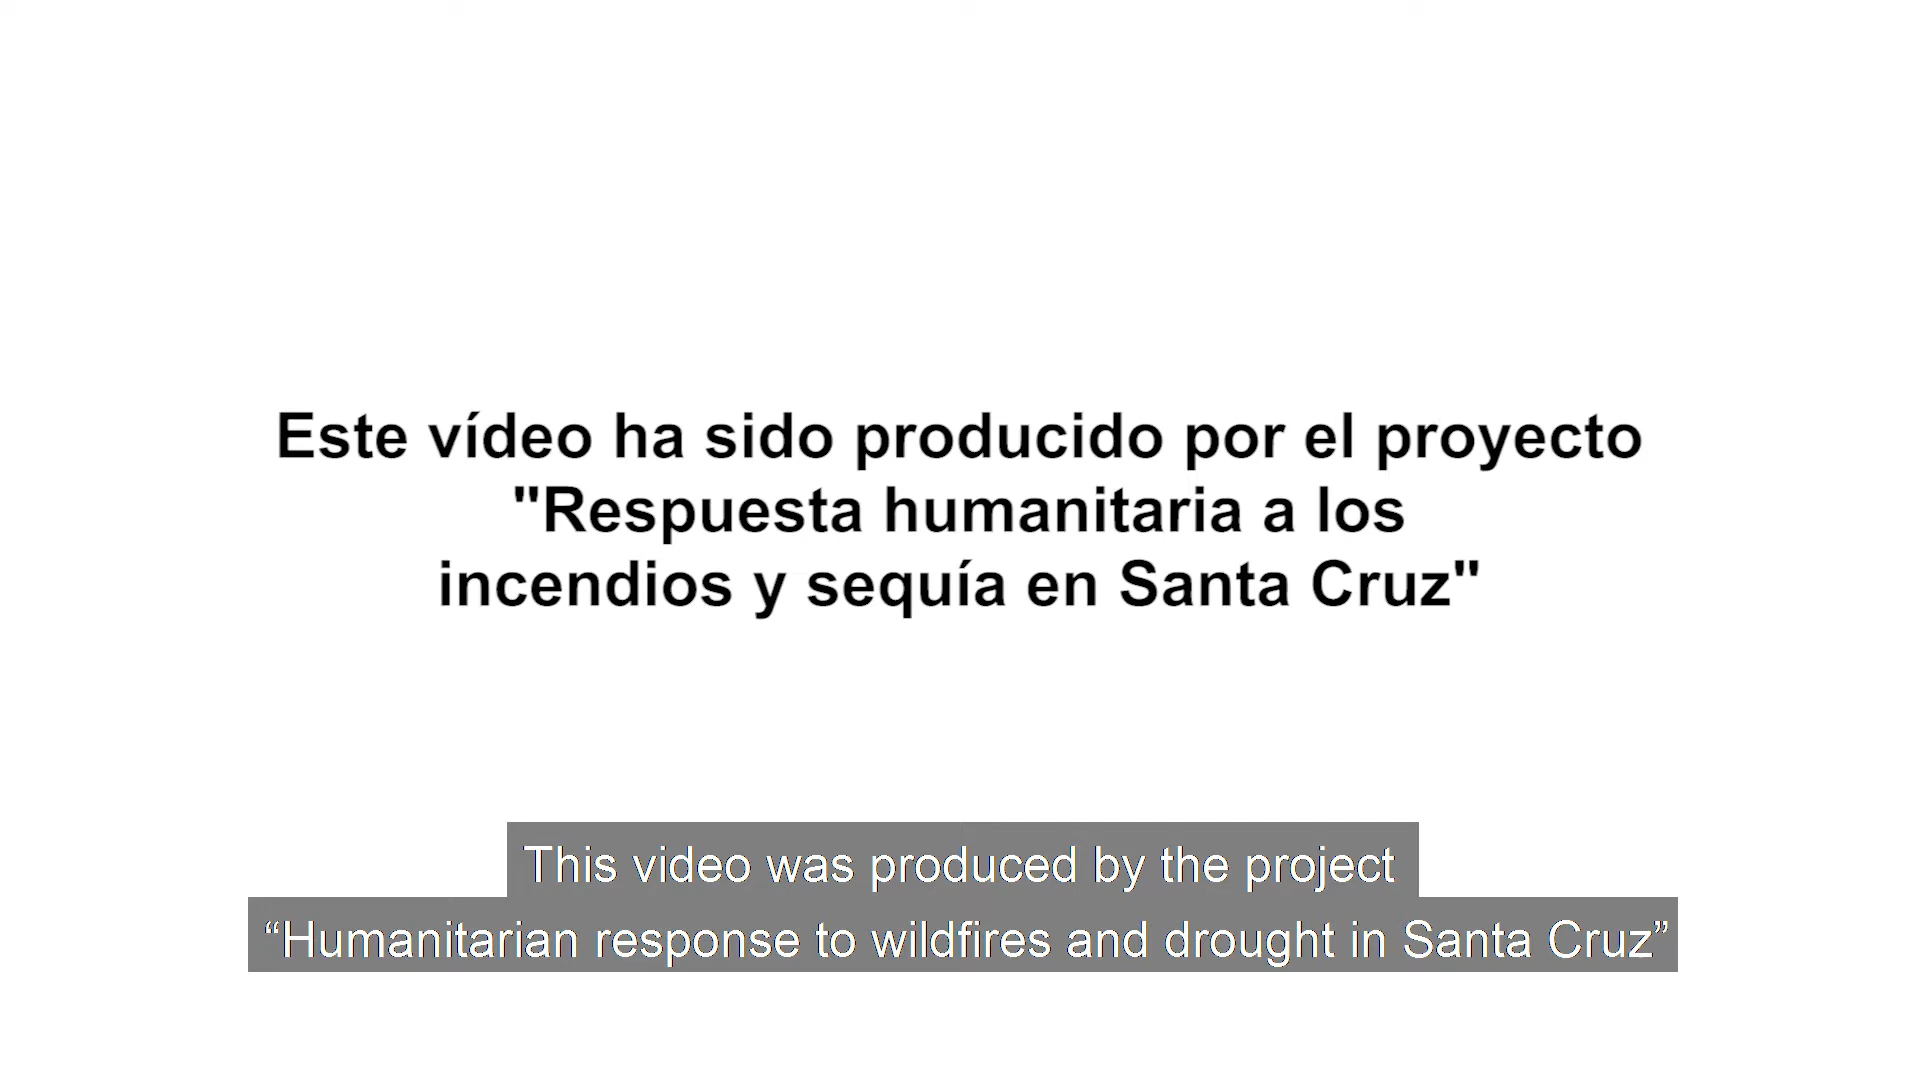 Este vídeo ha sido producido por el proyecto
"Respuesta humanitaria a los
incendios y sequía en Santa Cruz"
This video was produced by the project
“Humanitarian response to wildfires and drought in Santa Cruz”